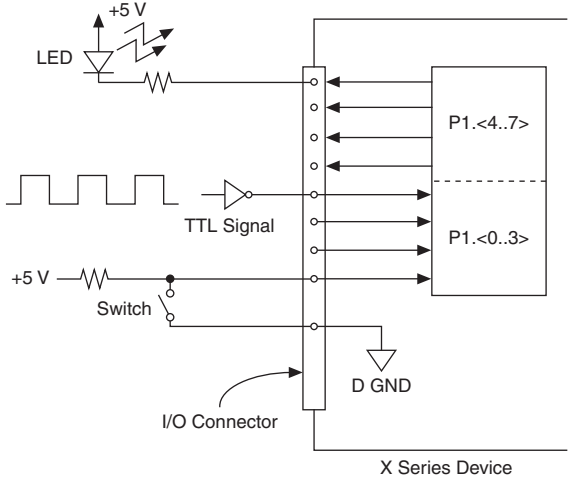 +5 V
LED
P1.<4..7>
TTL Signal
P1.<0..3>
+5 V
Switch
D GND
I/O Connector
X Series Device